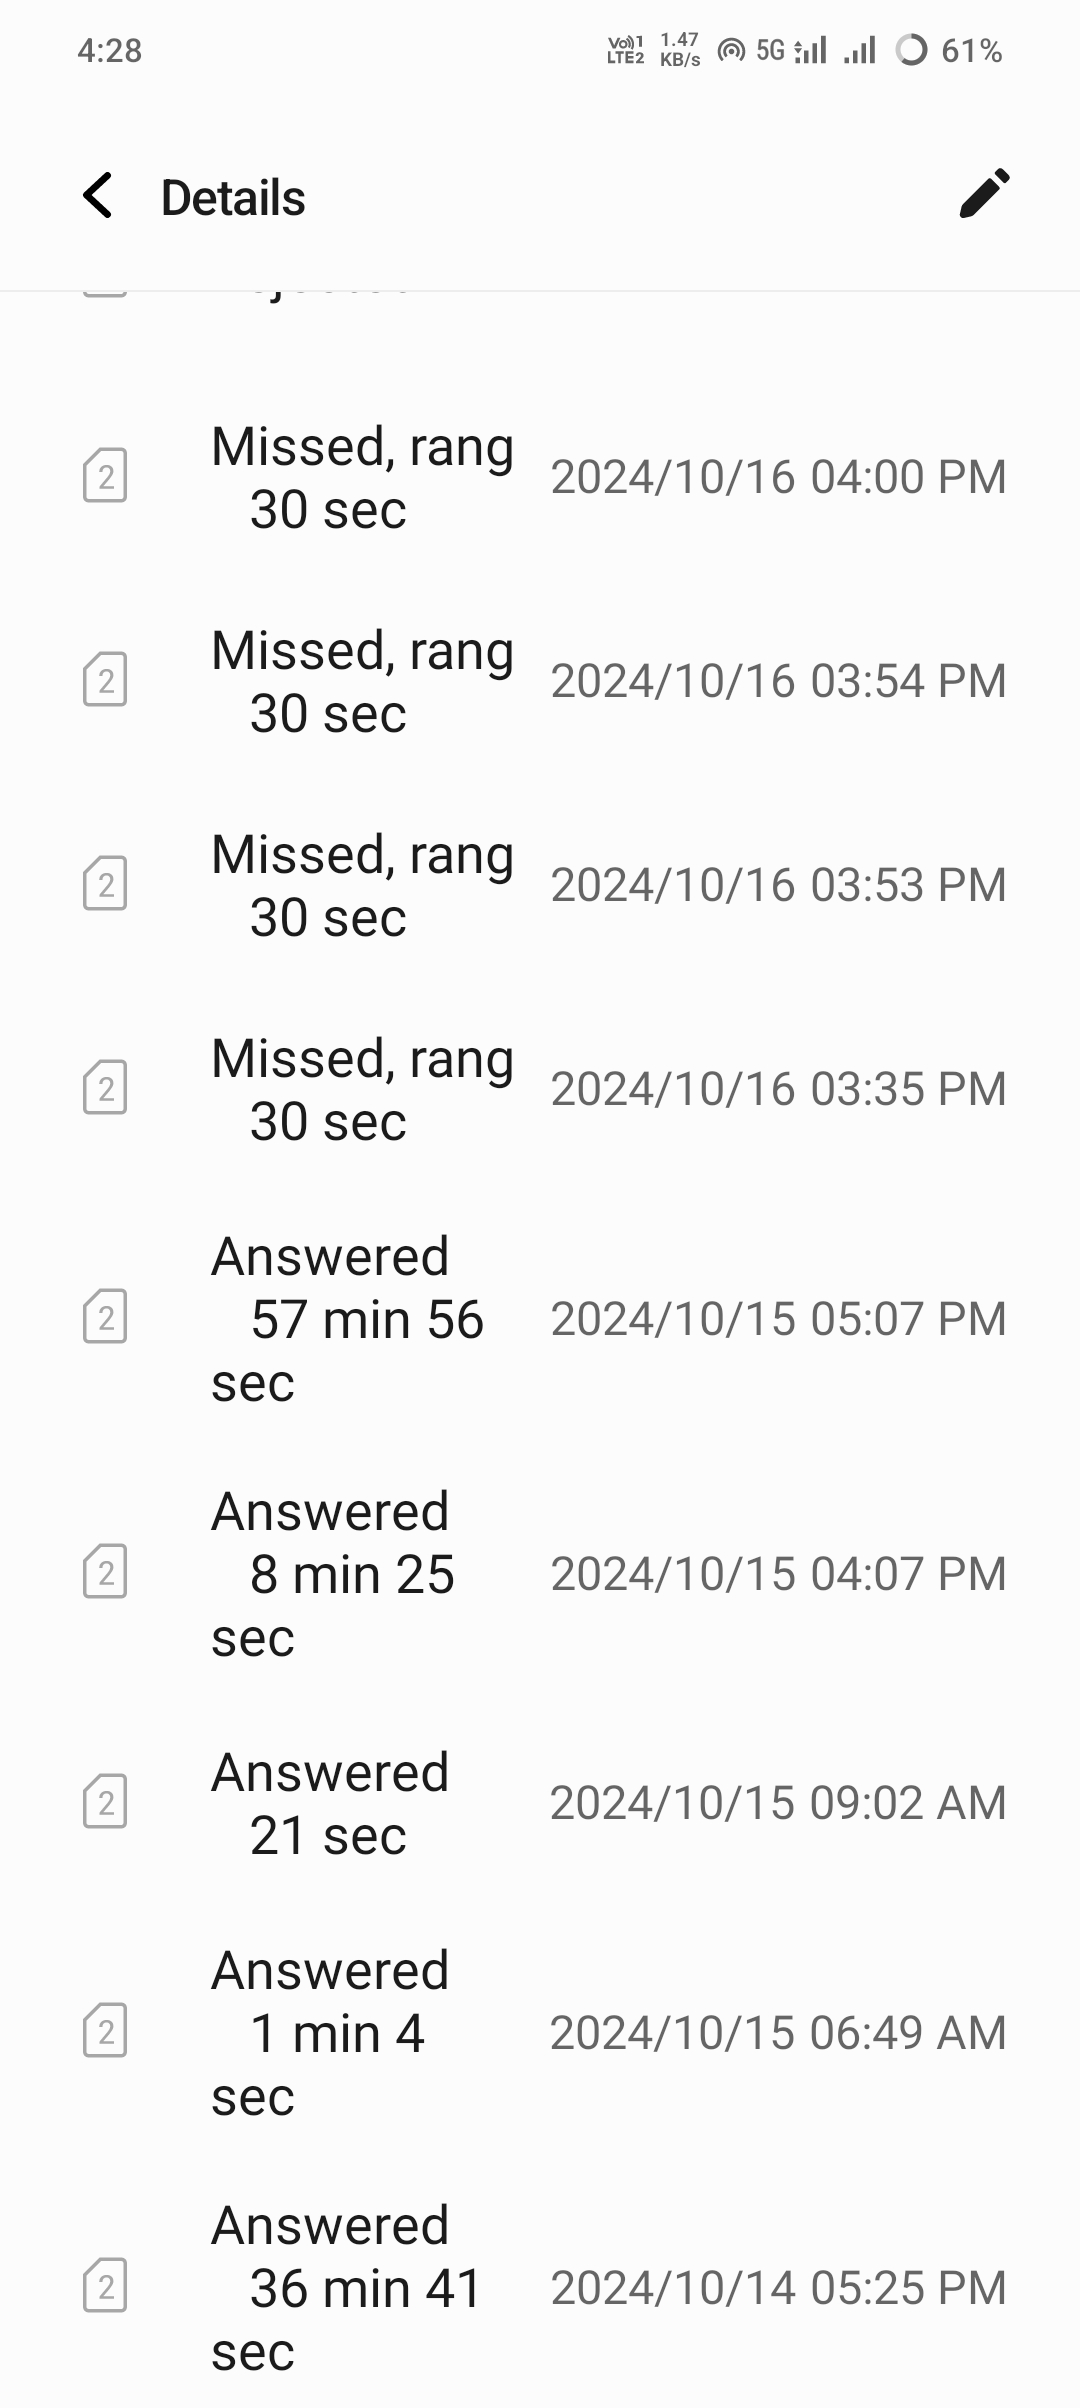 4:28
Vo))1 LTE2 1.47 KB/s 5G 61%
Details
Missed, rang
30 sec
2 2024/10/16 04:00 PM
Missed, rang
30 sec
2 2024/10/16 03:54 PM
Missed, rang
30 sec
2 2024/10/16 03:53 PM
Missed, rang
30 sec
2 2024/10/16 03:35 PM
Answered
2 57 min 56 2024/10/15 05:07 PM
sec
Answered
2 8 min 25 2024/10/15 04:07 PM
sec
Answered
21 sec
2 2024/10/15 09:02 AM
Answered
2 1 min 4 2024/10/15 06:49 AM
sec
Answered
2 36 min 41 2024/10/14 05:25 PM
sec